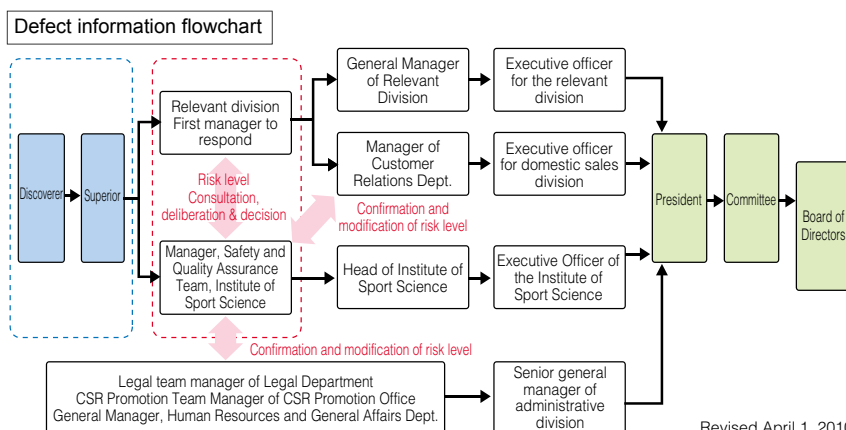 Defect information flowchart
Discoverer
Superior
Relevant division
First manager to
respond
Risk level
Consultation,
deliberation & decision
Manager, Safety and
Quality Assurance
Team, Institute of
Sport Science
General Manager
of Relevant
Division
Executive officer
for the relevant
division
Manager of
Customer
Relations Dept.
Executive officer
for domestic sales
division
Confirmation and
modification of risk level
Head of Institute of
Sport Science
Executive Officer of
the Institute of
Sport Science
President
Committee
Board of
Directors
Confirmation and modification of risk level
Legal team manager of Legal Department
CSR Promotion Team Manager of CSR Promotion Office
General Manager, Human Resources and General Affairs Dept.
Senior general
manager of
administrative
division
Revised April 1, 2010